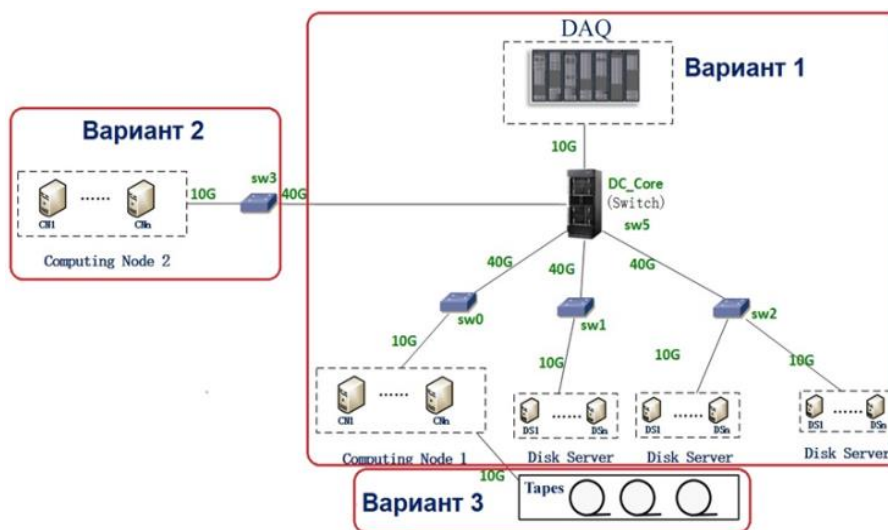 DAQ
Вариант 1
10G
DC_Core
(Switch)
sw5
Вариант 2
10G
sw3
40G
CN1
......
CNn
Computing Node 2
40G
40G
40G
sw0
sw1
sw2
10G
10G
10G
10G
CN1
......
CNn
DS1
......
DSn
DS1
......
DSn
DS1
......
DSn
Computing Node 1
Disk Server
Disk Server
Disk Server
10G
Вариант 3
Tapes